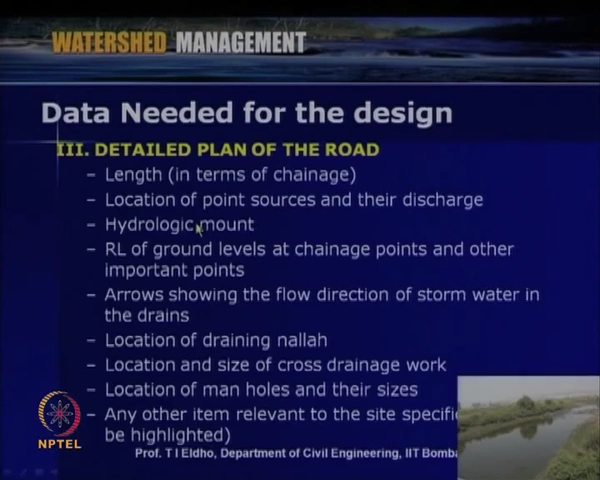 WATERSHED MANAGEMENT
Data Needed for the design
III. DETAILED PLAN OF THE ROAD
– Length (in terms of chainage)
– Location of point sources and their discharge
– Hydrologic mount
– RL of ground levels at chainage points and other
important points
– Arrows showing the flow direction of storm water in
the drains
– Location of draining nallah
– Location and size of cross drainage work
– Location of man holes and their sizes
– Any other item relevant to the site specific
be highlighted)
NPTEL
Prof. T I Eldho, Department of Civil Engineering, IIT Bomba